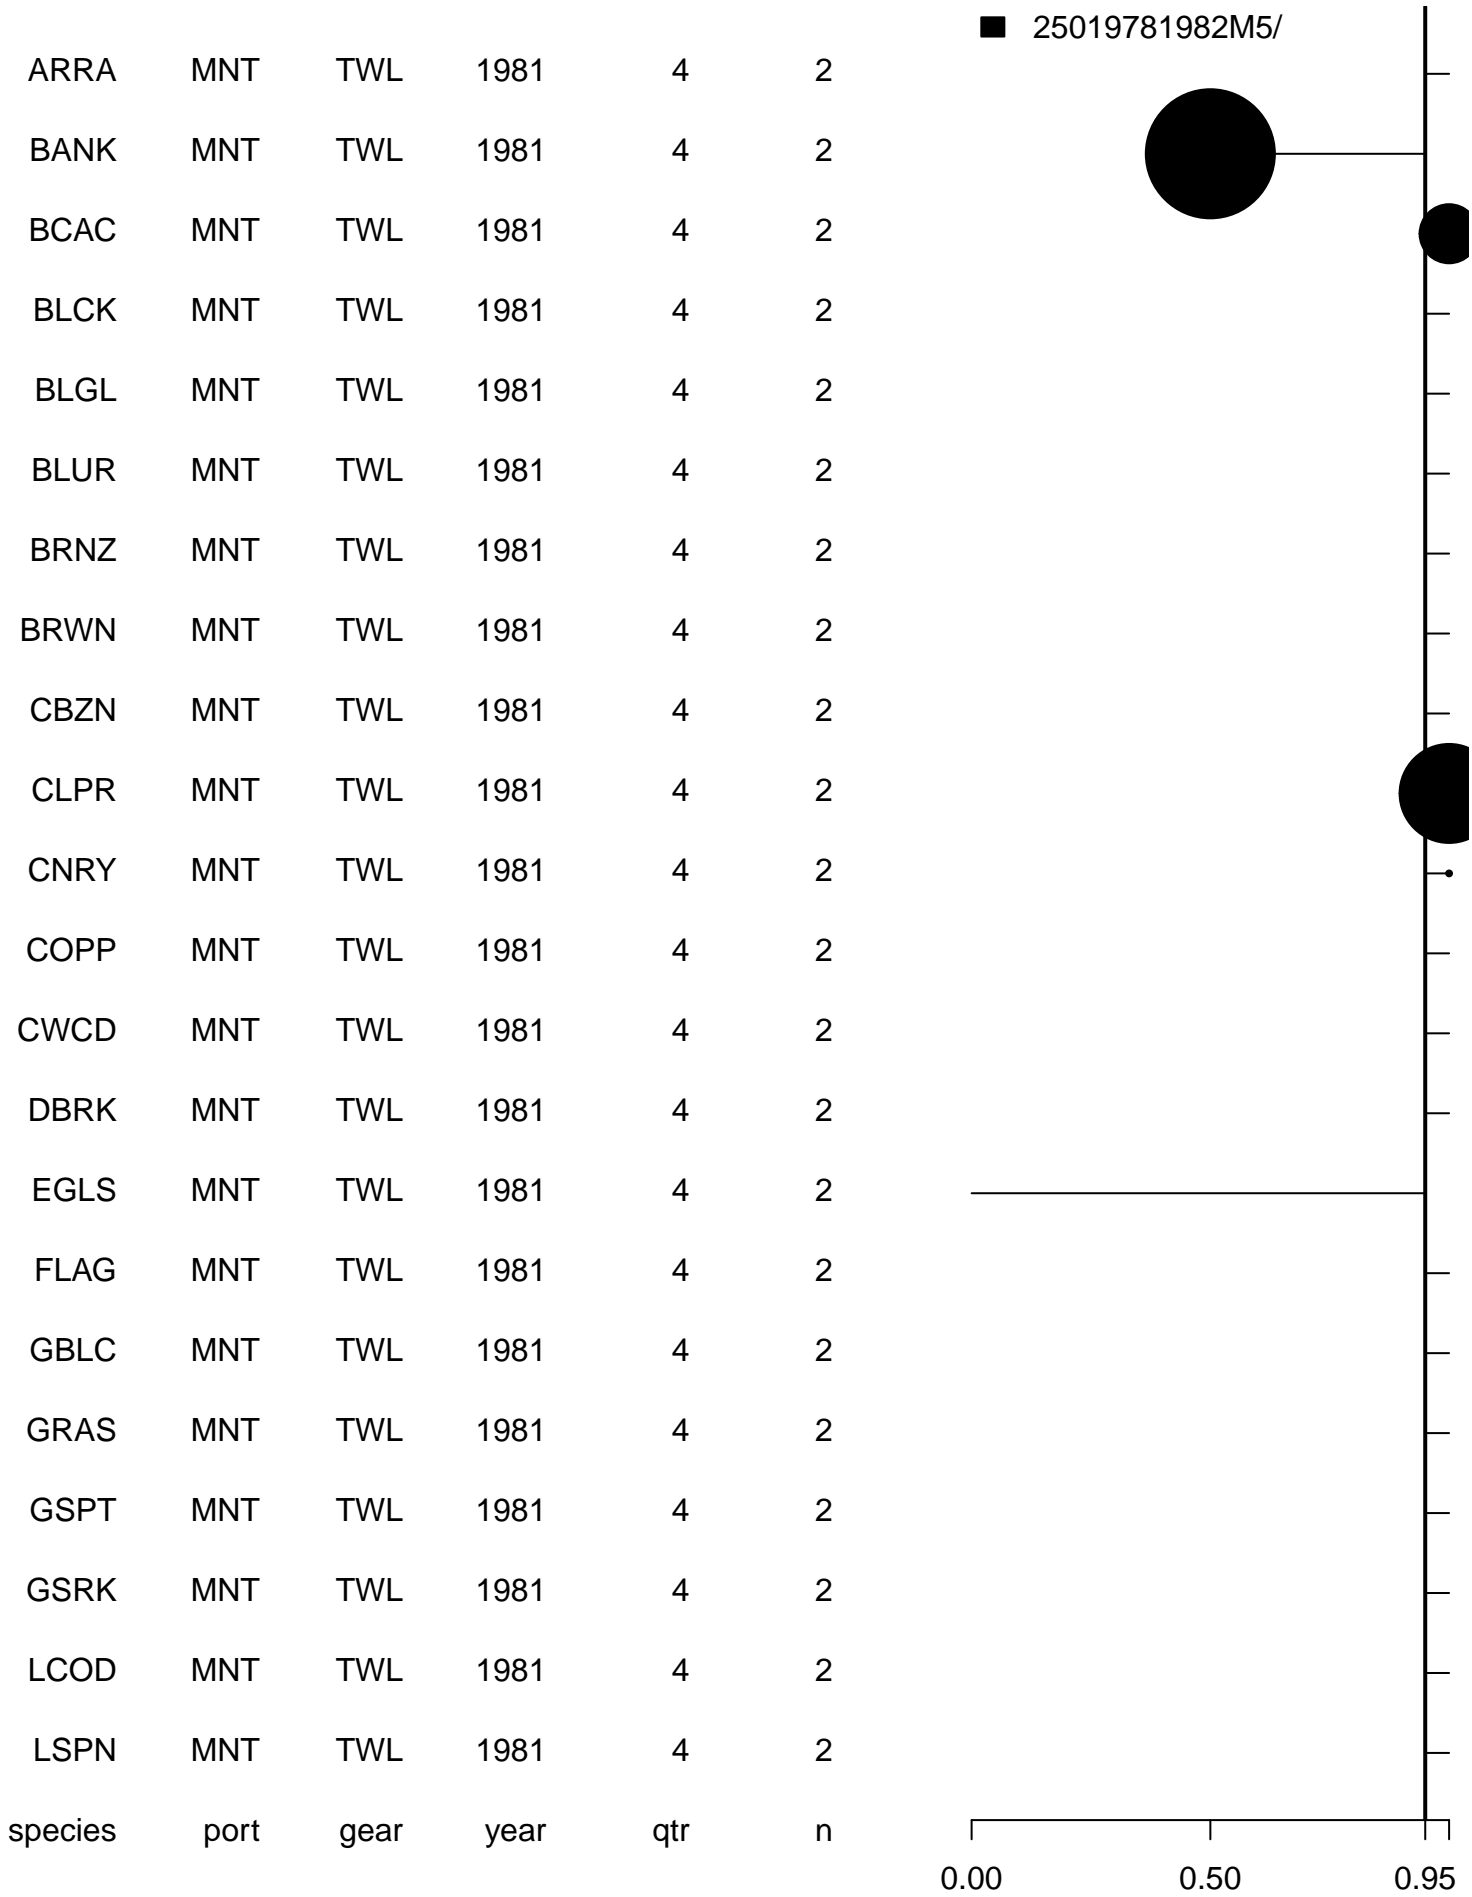 25019781982M5/
ARRA MNT TWL 1981 4 2
BANK MNT TWL 1981 4 2
BCAC MNT TWL 1981 4 2
BLCK MNT TWL 1981 4 2
BLGL MNT TWL 1981 4 2
BLUR MNT TWL 1981 4 2
BRNZ MNT TWL 1981 4 2
BRWN MNT TWL 1981 4 2
CBZN MNT TWL 1981 4 2
CLPR MNT TWL 1981 4 2
CNRY MNT TWL 1981 4 2
COPP MNT TWL 1981 4 2
CWCD MNT TWL 1981 4 2
DBRK MNT TWL 1981 4 2
EGLS MNT TWL 1981 4 2
FLAG MNT TWL 1981 4 2
GBLC MNT TWL 1981 4 2
GRAS MNT TWL 1981 4 2
GSPT MNT TWL 1981 4 2
GSRK MNT TWL 1981 4 2
LCOD MNT TWL 1981 4 2
LSPN MNT TWL 1981 4 2
species port gear year qtr n
0.00 0.50 0.95